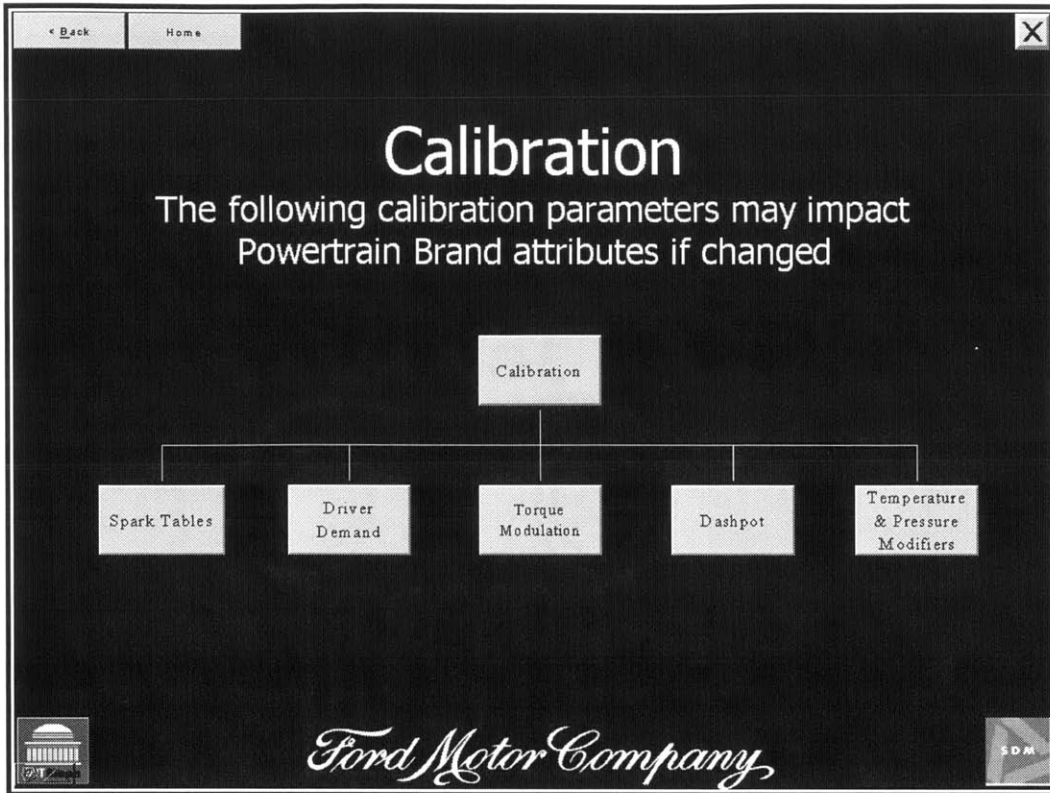 < Back
Home
X
Calibration
The following calibration parameters may impact
Powertrain Brand attributes if changed
Calibration
Spark Tables
Driver
Demand
Torque
Modulation
Dashpot
Temperature
& Pressure
Modifiers
Ford Motor Company
SDM